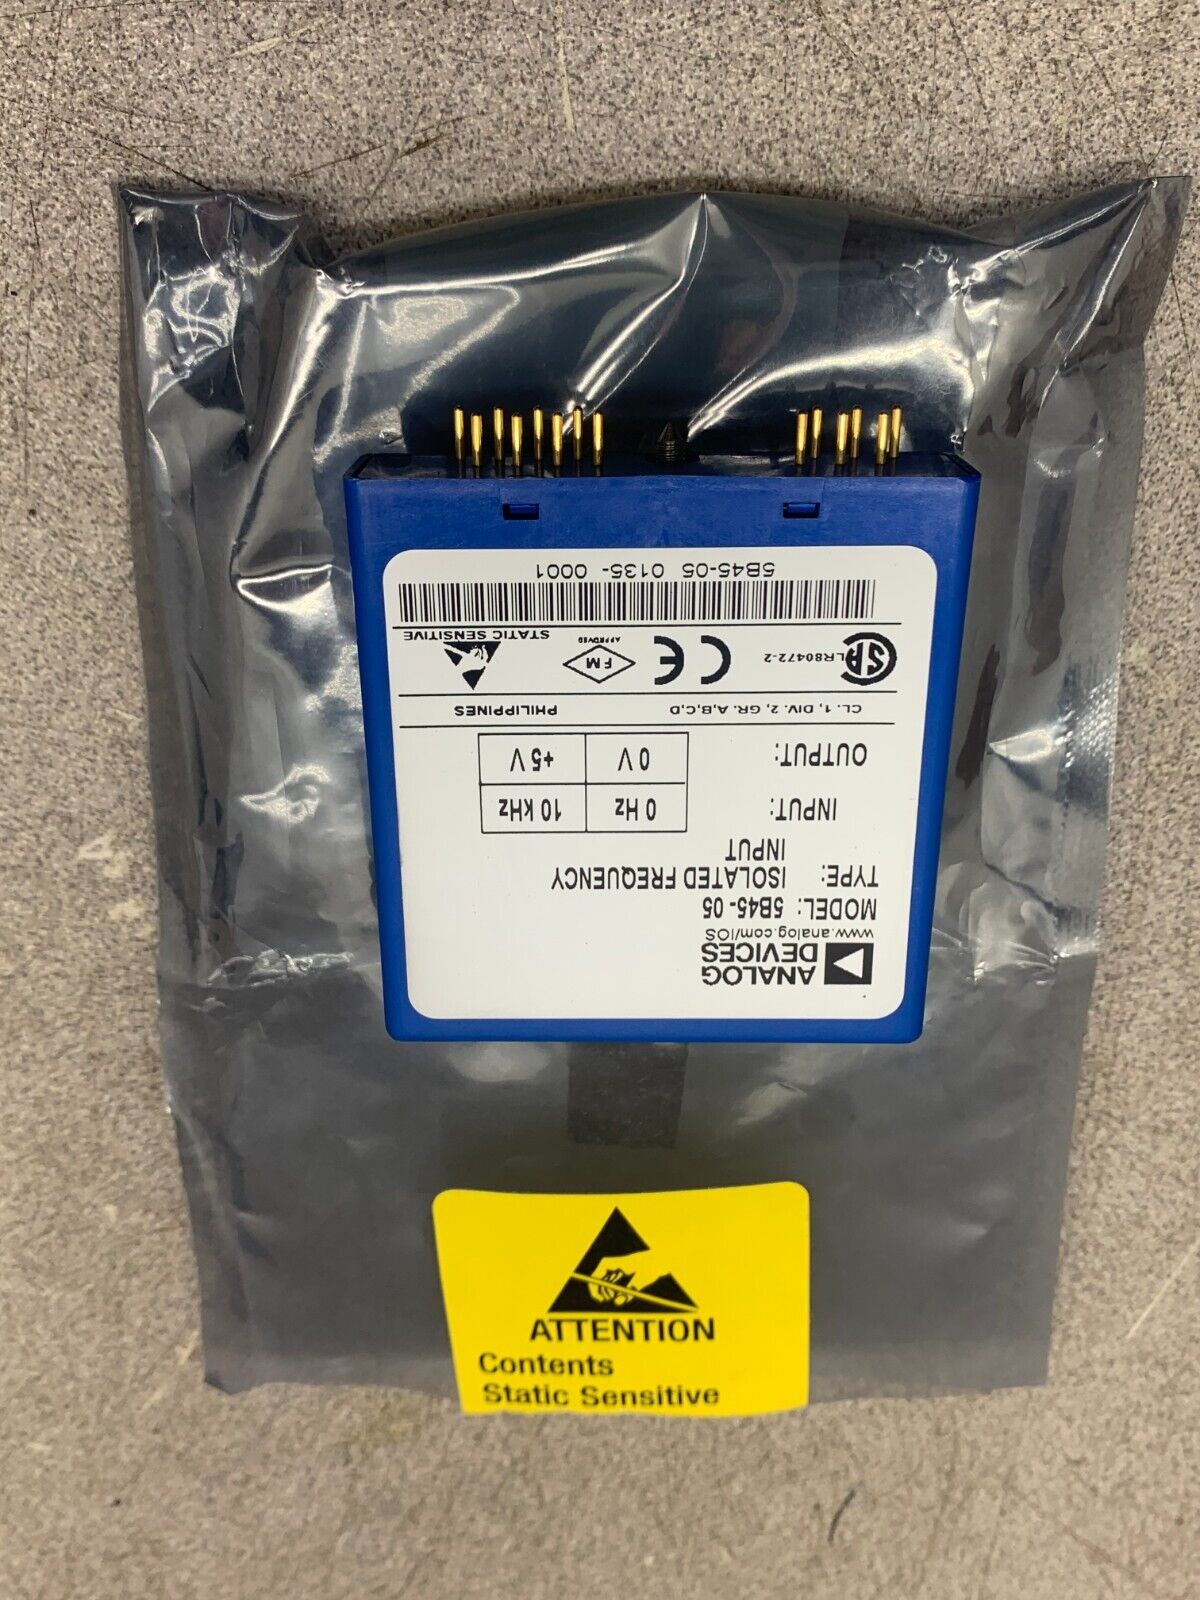 ANALOG
DEVICES
www.analog.com/IOS
MODEL: 5B45-05
TYPE: ISOLATED FREQUENCY
INPUT
INPUT: 0 Hz 10 kHz
OUTPUT: 0 V +5 V
CL. 1, DIV. 2, GR. A,B,C,D PHILIPPINES
SA LR80472-2 CE FM APPROVED STATIC SENSITIVE
5B45-05 0135- 0001
ATTENTION
Contents
Static Sensitive